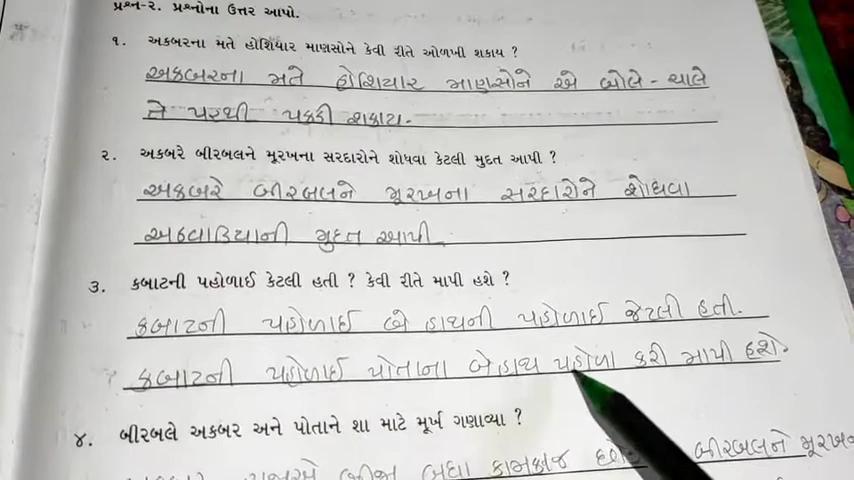 પ્રશ્ન-૨. પ્રશ્નોના ઉત્તર આપો.
૧. અકબરના મતે હોશિયાર માણસોને કેવી રીતે ઓળખી શકાય ?
અકબરના મતે હોશિયાર માણસોને એ બોલે - ચાલે
તે પરથી પકડી શકાય.
૨. અકબરે બીરબલને મૂરખના સરદારોને શોધવા કેટલી મુદત આપી ?
અકબરે બીરબલને મૂરખના સરદારોને શોધવા
અઠવાડિયાની મુદત આપી
૩. કબાટની પહોળાઈ કેટલી હતી ? કેવી રીતે માપી હશે ?
કબાટની પહોળાઈ બે હાથની પહોળાઈ જેટલી હતી.
કબાટની પહોળાઈ પોતાના બે હાથ પહોળા કરી માપી હશે.
૪. બીરબલે અકબર અને પોતાને શા માટે મૂર્ખ ગણાવ્યા ?
બીજા બધા કામકાજ બીરબલને